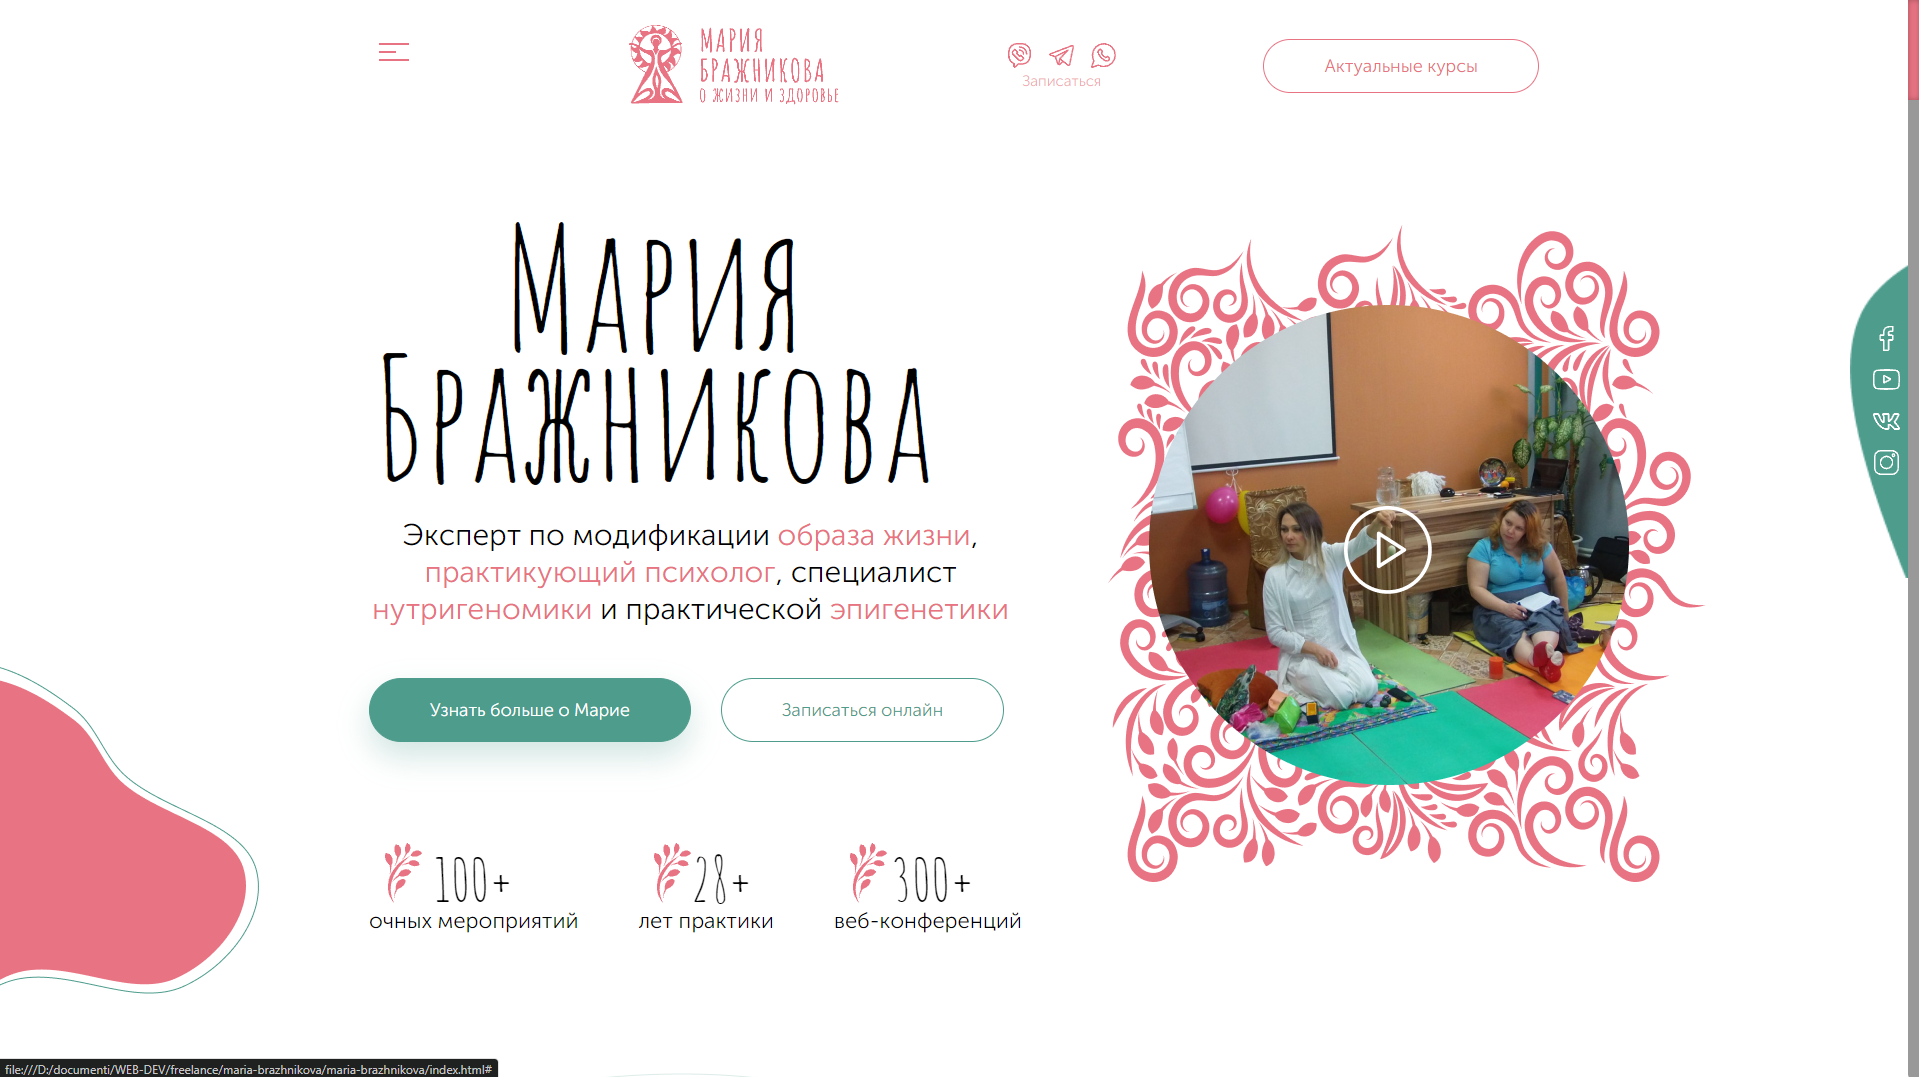 МАРИЯ
БРАЖНИКОВА
О ЖИЗНИ И ЗДОРОВЬЕ
Записаться
Актуальные курсы
Мария
Бражникова
Эксперт по модификации образа жизни,
практикующий психолог, специалист
нутригеномики и практической эпигенетики
Узнать больше о Марие
Записаться онлайн
100+
очных мероприятий
28+
лет практики
300+
веб-конференций
file:///D:/documenti/WEB-DEV/freelance/maria-brazhnikova/maria-brazhnikova/index.html#